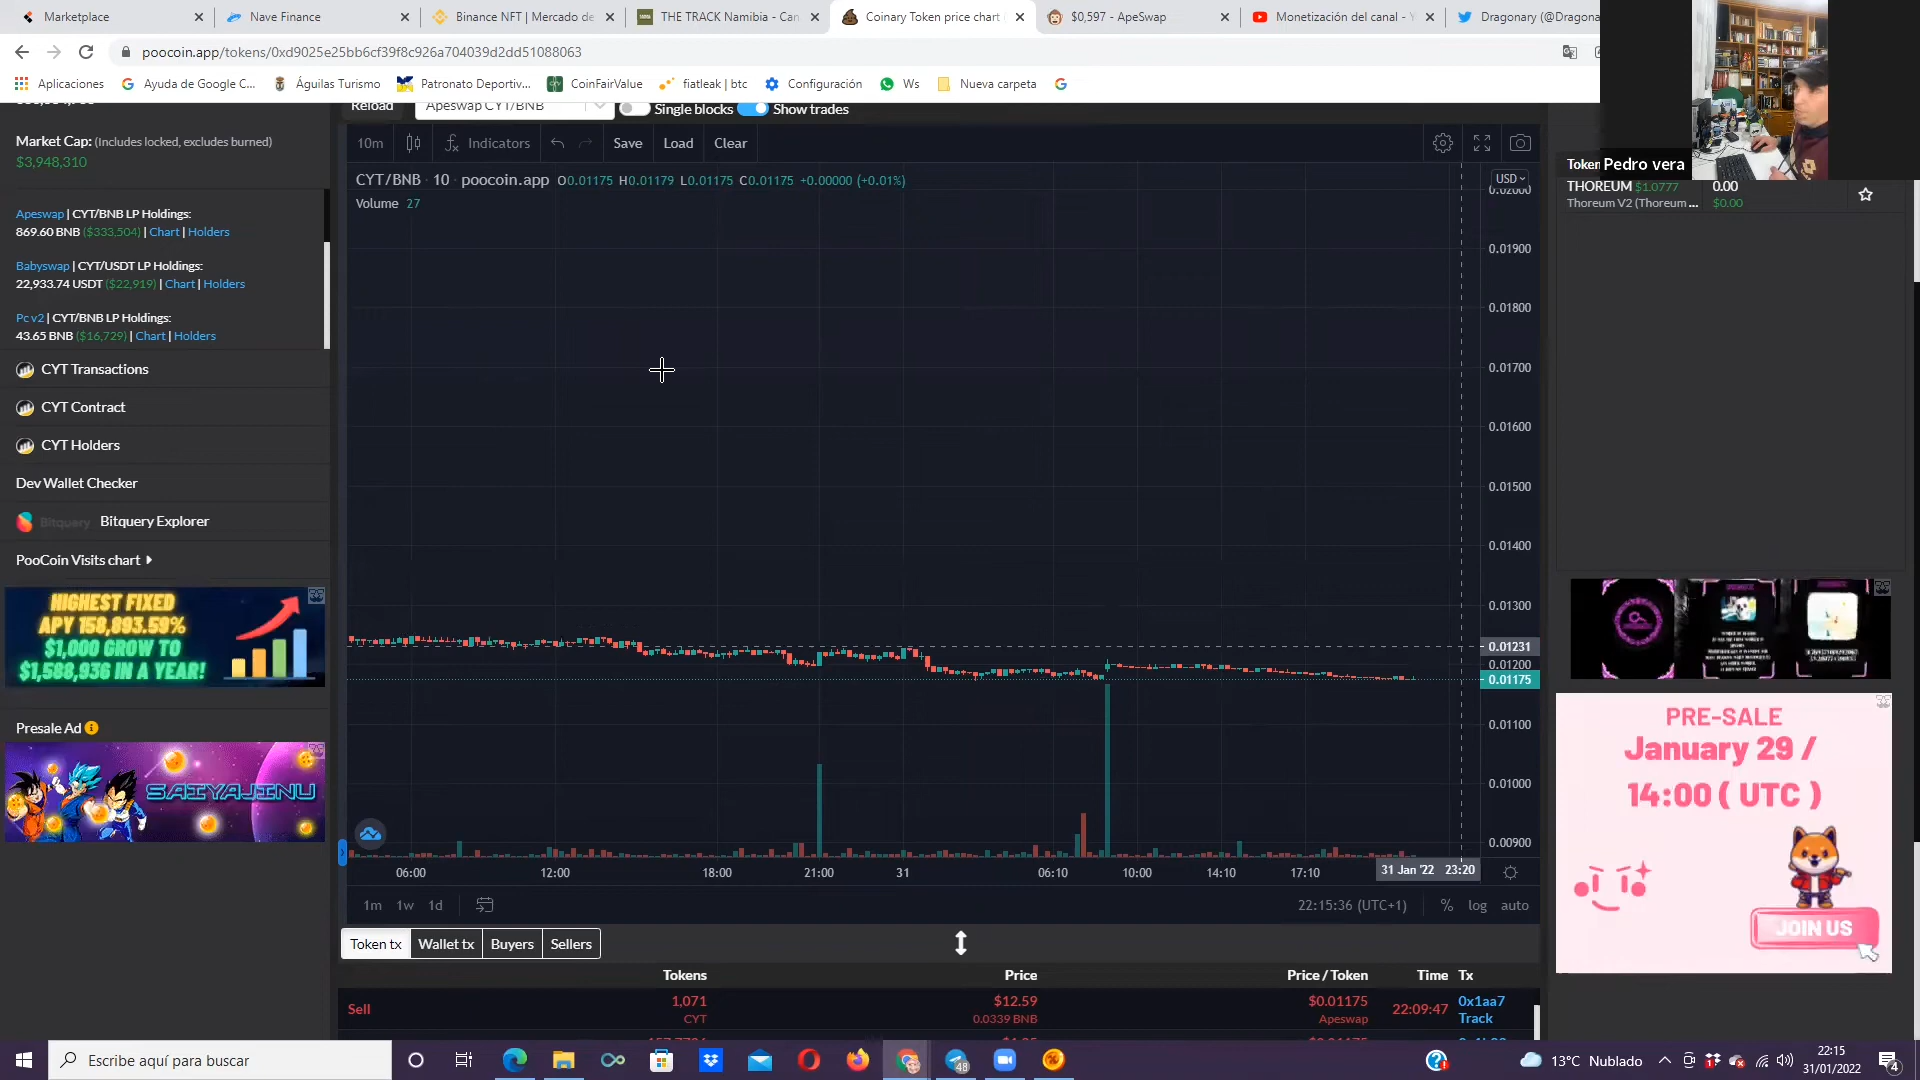 Marketplace
Nave Finance
Binance NFT | Mercado de
THE TRACK Namibia - Can
Coinary Token price chart
$0,597 - ApeSwap
Monetización del canal - Y
Dragonary (@Dragona
poocoin.app/tokens/0xd9025e25bb6cf39f8c926a704039d2dd51088063
Aplicaciones
Ayuda de Google C...
Águilas Turismo
Patronato Deportiv...
CoinFairValue
fiatleak | btc
Configuración
Ws
Nueva carpeta
Reload
Apeswap CYT/BNB
Single blocks
Show trades
Market Cap: (Includes locked, excludes burned)
$3,948,310
Apeswap | CYT/BNB LP Holdings:
869.60 BNB ($333,504) | Chart | Holders
Babyswap | CYT/USDT LP Holdings:
22,933.74 USDT ($22,919) | Chart | Holders
Pc v2 | CYT/BNB LP Holdings:
43.65 BNB ($16,729) | Chart | Holders
CYT Transactions
CYT Contract
CYT Holders
Dev Wallet Checker
Bitquery
Bitquery Explorer
PooCoin Visits chart
HIGHEST FIXED
APY 158,893.59%
$1,000 GROW TO
$1,588,936 IN A YEAR!
Presale Ad
SAIYAJINU
10m
Indicators
Save
Load
Clear
CYT/BNB · 10 · poocoin.app O0.01175 H0.01179 L0.01175 C0.01175 +0.00000 (+0.01%)
Volume 27
USD
0.02000
0.01900
0.01800
0.01700
0.01600
0.01500
0.01400
0.01300
0.01231
0.01200
0.01175
0.01100
0.01000
0.00900
06:00
12:00
18:00
21:00
31
06:10
10:00
14:10
17:10
31 Jan '22 23:20
1m
1w
1d
22:15:36 (UTC+1)
%
log
auto
Token tx
Wallet tx
Buyers
Sellers
Tokens
Price
Price / Token
Time
Tx
Sell
1,071
CYT
$12.59
0.0339 BNB
$0.01175
Apeswap
22:09:47
0x1aa7
Track
Token
Pedro vera
THOREUM $1.0777
Thoreum V2 (Thoreum ...
0.00
$0.00
PRE-SALE
January 29 /
14:00 ( UTC )
JOIN US
Escribe aquí para buscar
48
13°C Nublado
22:15
31/01/2022
4